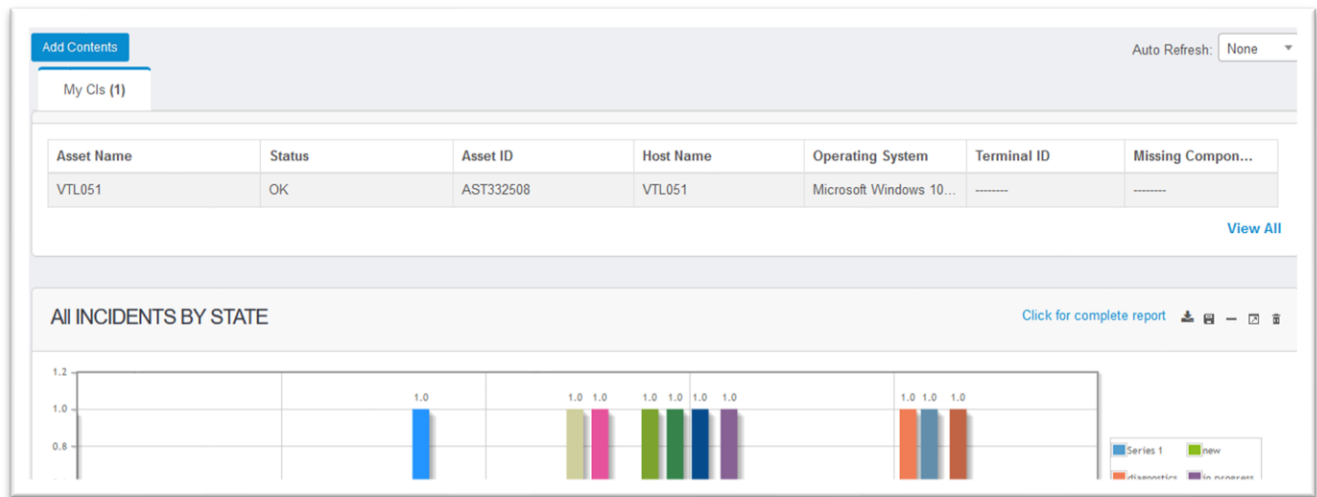 Add Contents
Auto Refresh: None
My CIs (1)
Asset Name Status Asset ID Host Name Operating System Terminal ID Missing Compon...
VTL051 OK AST332508 VTL051 Microsoft Windows 10... -------- --------
View All
All INCIDENTS BY STATE
Click for complete report
1.2
1.0 1.0 1.0 1.0 1.0 1.0 1.0 1.0 1.0 1.0
1.0
0.8
Series 1 new
diagnostics in progress